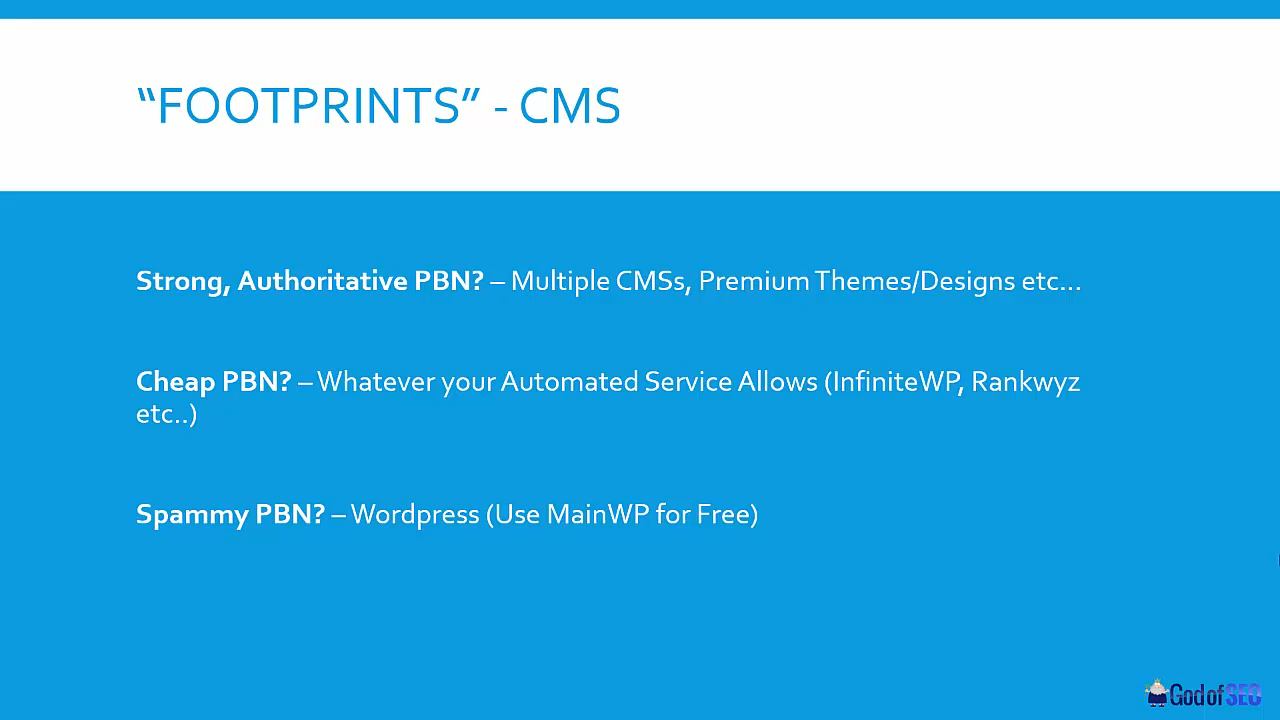 “FOOTPRINTS” - CMS
Strong, Authoritative PBN? – Multiple CMSs, Premium Themes/Designs etc…
Cheap PBN? – Whatever your Automated Service Allows (InfiniteWP, Rankwyz
etc..)
Spammy PBN? – Wordpress (Use MainWP for Free)
God of SEO